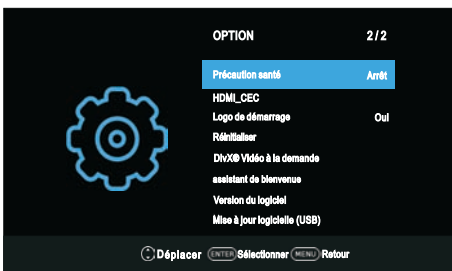 OPTION 2/2
Précaution santé Arrêt
HDMI_CEC
Logo de démarrage Oui
Réinitialiser
DivX® Vidéo à la demande
assistant de bienvenue
Version du logiciel
Mise à jour logicielle (USB)
Déplacer ENTER Sélectionner MENU Retour